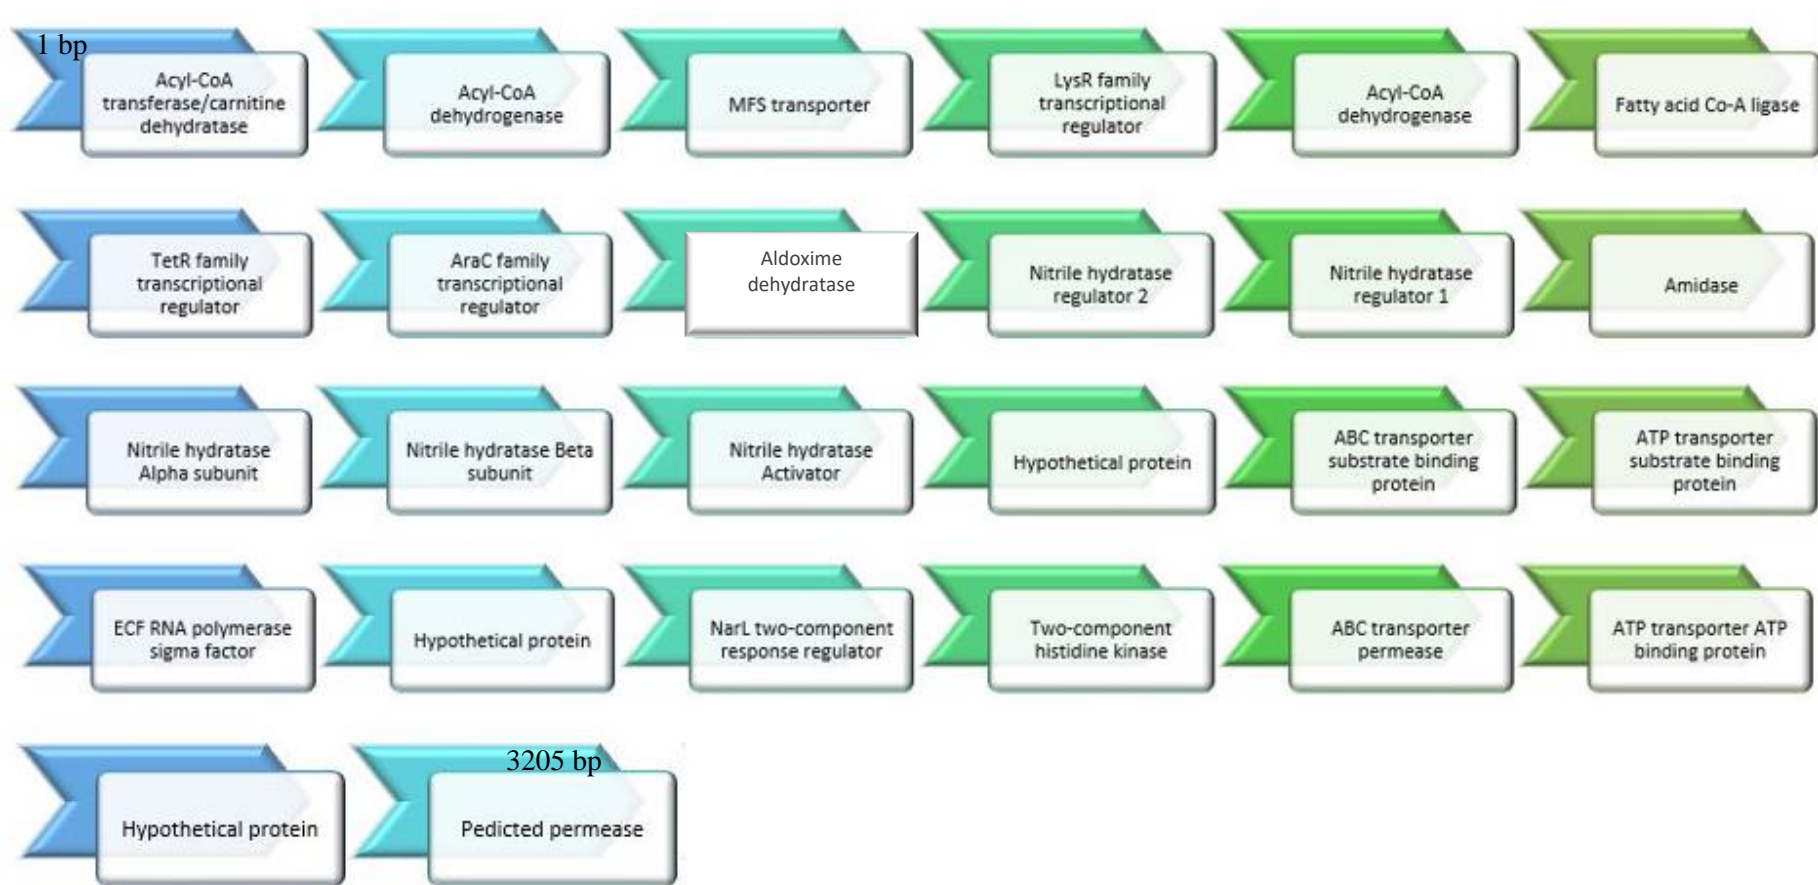 1 bp
Acyl-CoA
transferase/carnitine
dehydratase
Acyl-CoA
dehydrogenase
MFS transporter
LysR family
transcriptional
regulator
Acyl-CoA
dehydrogenase
Fatty acid Co-A ligase
TetR family
transcriptional
regulator
AraC family
transcriptional
regulator
Aldoxime
dehydratase
Nitrile hydratase
regulator 2
Nitrile hydratase
regulator 1
Amidase
Nitrile hydratase
Alpha subunit
Nitrile hydratase Beta
subunit
Nitrile hydratase
Activator
Hypothetical protein
ABC transporter
substrate binding
protein
ATP transporter
substrate binding
protein
ECF RNA polymerase
sigma factor
Hypothetical protein
NarL two-component
response regulator
Two-component
histidine kinase
ABC transporter
permease
ATP transporter ATP
binding protein
Hypothetical protein
3205 bp
Pedicted permease